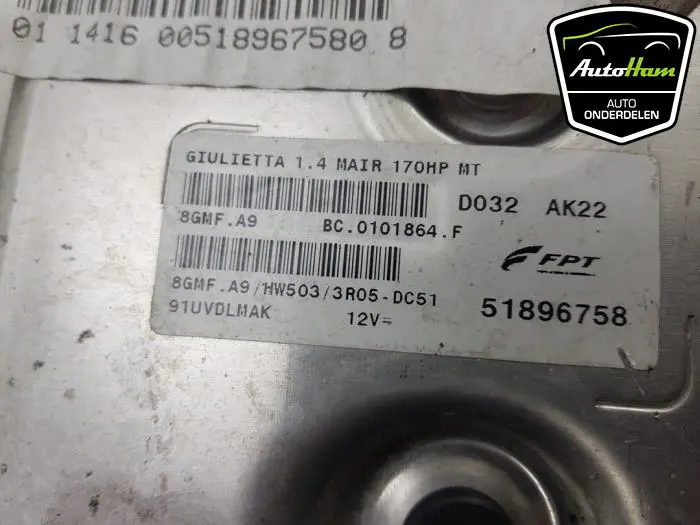 01 1416 00518967580 8
AutoHam
AUTO
ONDERDELEN
GIULIETTA 1.4 MAIR 170HP MT
D032 AK22
8GMF.A9 BC.0101864.F
FPT
8GMF.A9/HW503/3R05-DC51
91UVDLMAK 12V=
51896758